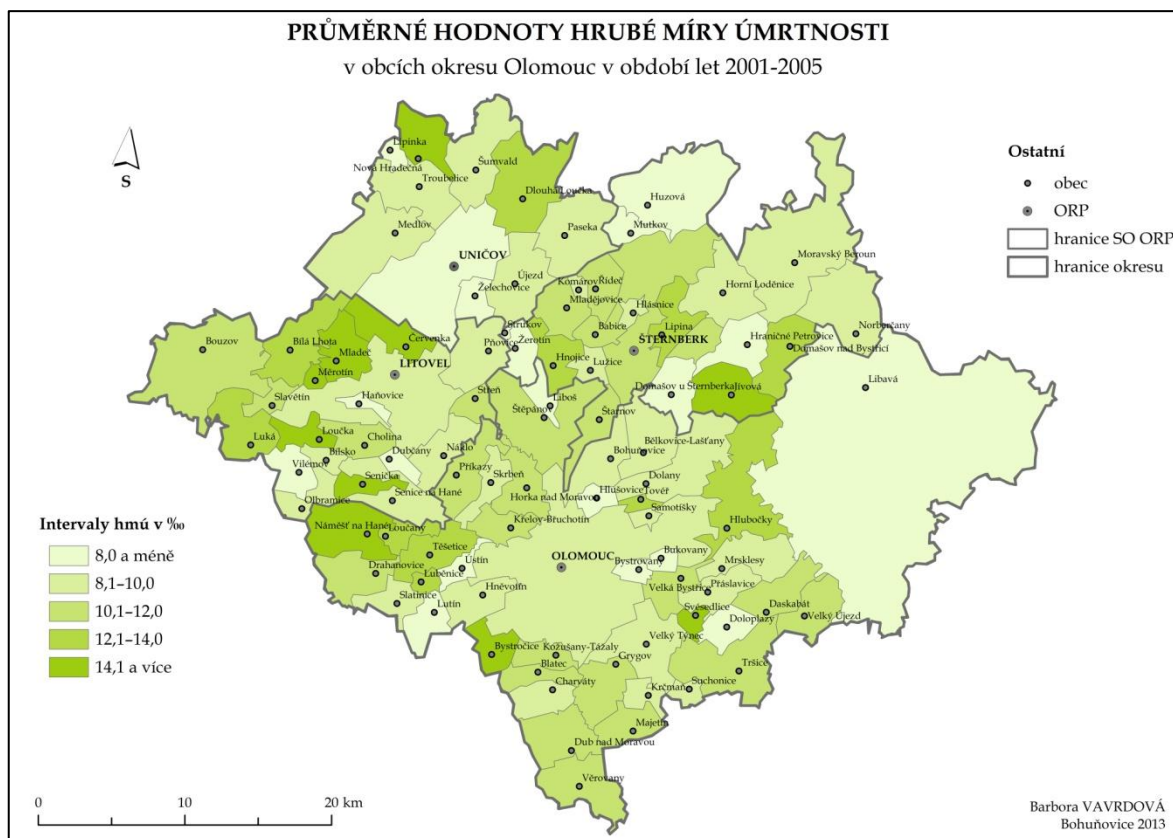 PRŮMĚRNÉ HODNOTY HRUBÉ MÍRY ÚMRTNOSTI
v obcích okresu Olomouc v období let 2001-2005
S
Ostatní
obec
ORP
hranice SO ORP
hranice okresu
Lipinka
Nová Hradečná
Troubelice
Šumvald
Dlouhá Loučka
Medlov
Paseka
Huzová
Mutkov
UNIČOV
Újezd
Želechovice
Moravský Beroun
Horní Loděnice
Komárov
Řídeč
Mladějovice
Hlásnice
Bouzov
Bílá Lhota
Mladeč
Měrotín
Červenka
LITOVEL
Pňovice
Strukov
Žerotín
Babice
Lipina
ŠTERNBERK
Hraničné Petrovice
Norberčany
Domašov nad Bystřicí
Hnojice
Lužice
Libavá
Slavětín
Haňovice
Střeň
Liboš
Štěpánov
Štarnov
Domašov u Šternberka
Jívová
Luká
Loučka
Cholina
Bílsko
Dubčany
Náklo
Bohuňovice
Bělkovice-Lašťany
Vilémov
Senička
Příkazy
Skrbeň
Dolany
Olbramice
Senice na Hané
Horka nad Moravou
Hlušovice
Tovéř
Samotíšky
Náměšť na Hané
Loučany
Křelov-Břuchotín
Hlubočky
Těšetice
OLOMOUC
Drahanovice
Luběnice
Ústín
Bystrovany
Bukovany
Mrsklesy
Slatinice
Lutín
Hněvotín
Velká Bystřice
Přáslavice
Svésedlice
Doloplazy
Daskabát
Velký Újezd
Bystročice
Kožušany-Tážaly
Velký Týnec
Blatec
Grygov
Tršice
Charváty
Krčmaň
Suchonice
Majetín
Dub nad Moravou
Věrovany
Intervaly hmú v ‰
8,0 a méně
8,1–10,0
10,1–12,0
12,1–14,0
14,1 a více
0 10 20 km
Barbora VAVRDOVÁ
Bohuňovice 2013